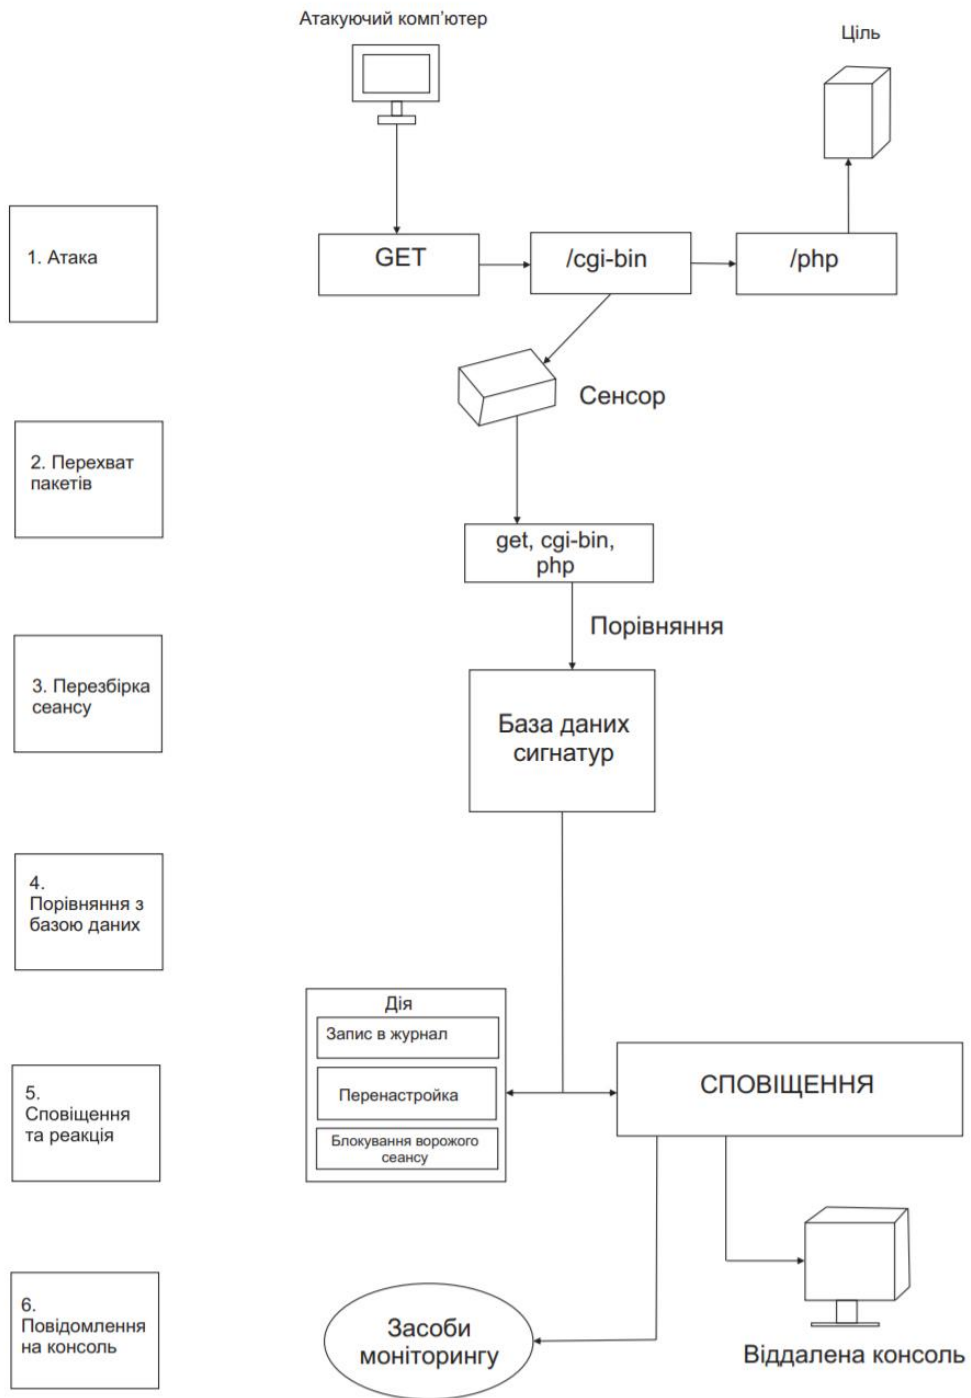 Атакуючий комп’ютер
Ціль
1. Атака
GET
/cgi-bin
/php
Сенсор
2. Перехват
пакетів
get, cgi-bin,
php
Порівняння
3. Перезбірка
сеансу
База даних
сигнатур
4.
Порівняння з
базою даних
Дія
Запис в журнал
Перенастройка
Блокування ворожого
сеансу
СПОВІЩЕННЯ
5.
Сповіщення
та реакція
6.
Повідомлення
на консоль
Засоби
моніторингу
Віддалена консоль